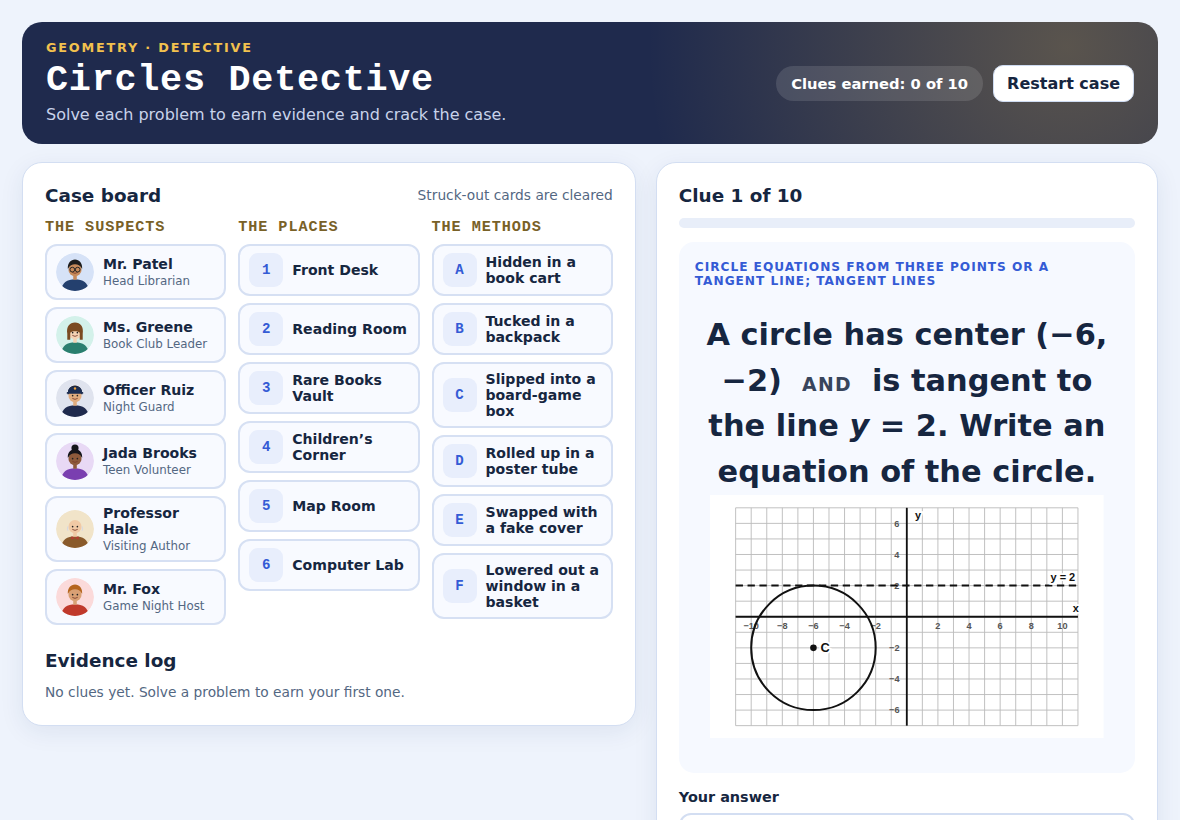 GEOMETRY · DETECTIVE
Circles Detective
Solve each problem to earn evidence and crack the case.
Clues earned: 0 of 10
Restart case
Case board
Struck-out cards are cleared
THE SUSPECTS
Mr. Patel
Head Librarian
Ms. Greene
Book Club Leader
Officer Ruiz
Night Guard
Jada Brooks
Teen Volunteer
Professor
Hale
Visiting Author
Mr. Fox
Game Night Host
THE PLACES
1 Front Desk
2 Reading Room
3 Rare Books
Vault
4 Children’s
Corner
5 Map Room
6 Computer Lab
THE METHODS
A Hidden in a
book cart
B Tucked in a
backpack
C Slipped into a
board-game
box
D Rolled up in a
poster tube
E Swapped with
a fake cover
F Lowered out a
window in a
basket
Evidence log
No clues yet. Solve a problem to earn your first one.
Clue 1 of 10
CIRCLE EQUATIONS FROM THREE POINTS OR A
TANGENT LINE; TANGENT LINES
A circle has center (−6,
−2) AND is tangent to
the line y = 2. Write an
equation of the circle.
y
6
4
2
y = 2
x
−10 −8 −6 −4 −2 2 4 6 8 10
C
−2
−4
−6
Your answer